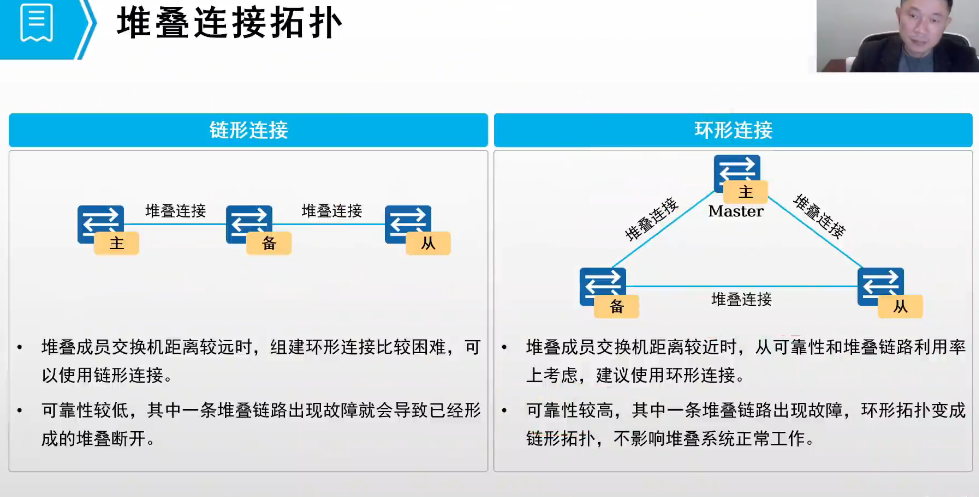 堆叠连接拓扑
链形连接
堆叠连接
堆叠连接
主
备
从
• 堆叠成员交换机距离较远时，组建环形连接比较困难，可
以使用链形连接。
• 可靠性较低，其中一条堆叠链路出现故障就会导致已经形
成的堆叠断开。
环形连接
主
Master
堆叠连接
堆叠连接
堆叠连接
备
从
• 堆叠成员交换机距离较近时，从可靠性和堆叠链路利用率
上考虑，建议使用环形连接。
• 可靠性较高，其中一条堆叠链路出现故障，环形拓扑变成
链形拓扑，不影响堆叠系统正常工作。